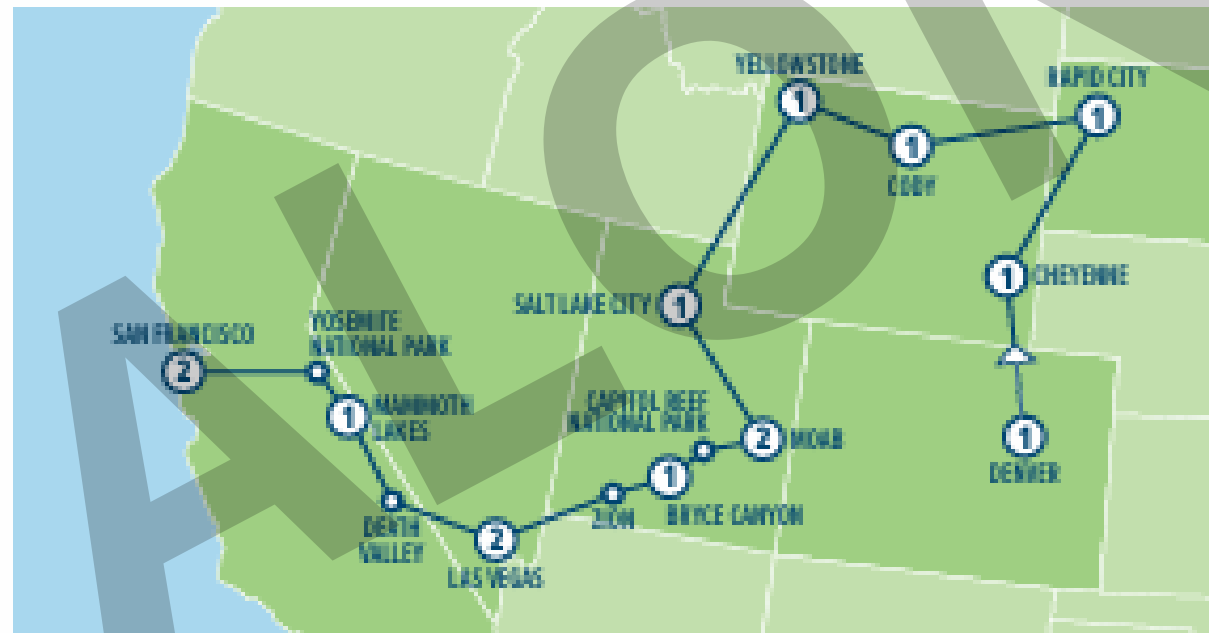 YELLOWSTONE
1
RAPID CITY
1
1
CODY
1
CHEYENNE
SALT LAKE CITY
1
SAN FRANCISCO
2
YOSEMITE
NATIONAL PARK
1
MAMMOTH
LAKES
CAPITOL REEF
NATIONAL PARK
2
MOAB
1
DENVER
1
BRYCE CANYON
ZION
DEATH
VALLEY
2
LAS VEGAS